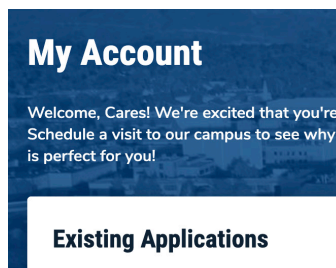 My Account
Welcome, Cares! We're excited that you're
Schedule a visit to our campus to see why
is perfect for you!
Existing Applications